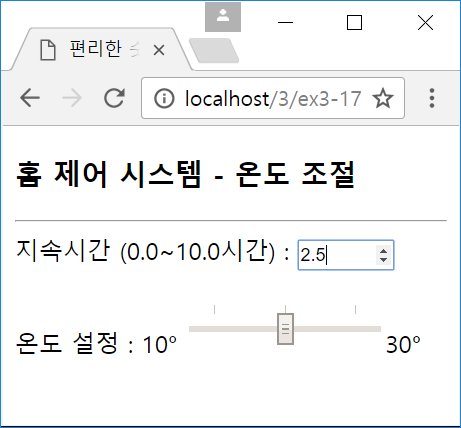 편리한
localhost/3/ex3-17
홈 제어 시스템 - 온도 조절
지속시간 (0.0~10.0시간) : 2.5
온도 설정 : 10° 30°